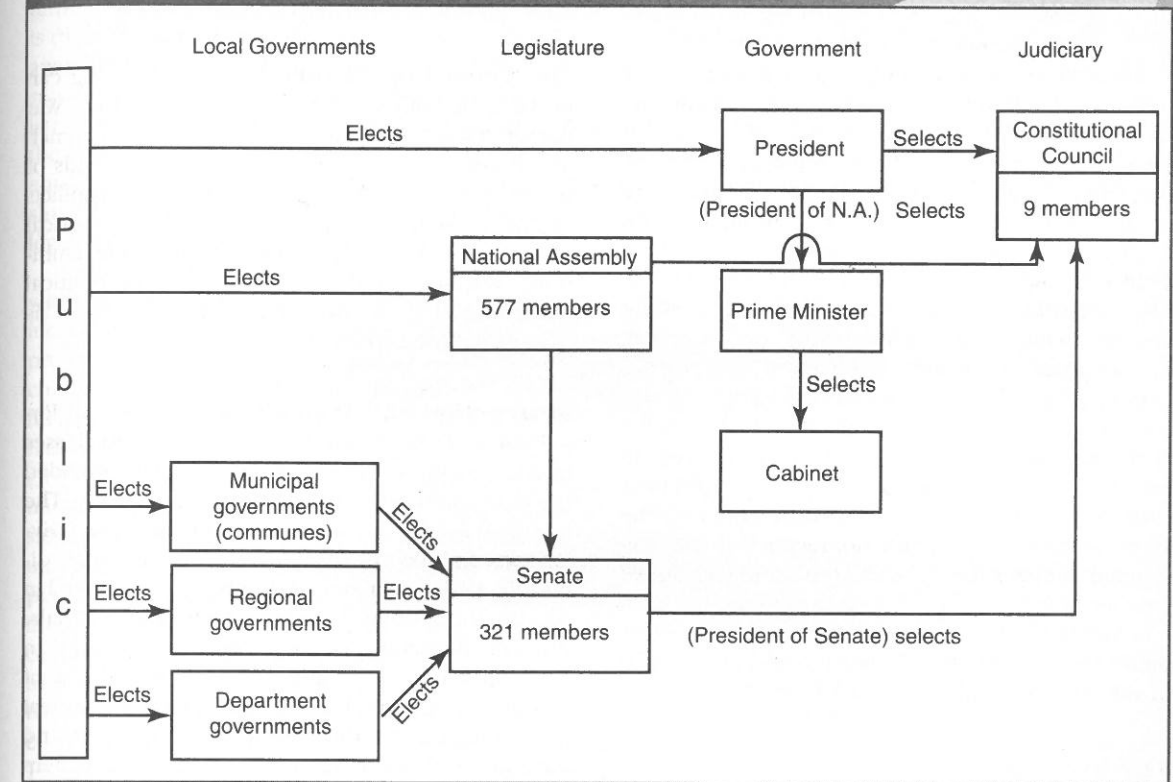 Local Governments
Legislature
Government
Judiciary
Public
Elects
President
Selects
Constitutional
Council
9 members
(President of N.A.) Selects
Elects
National Assembly
577 members
Prime Minister
Selects
Cabinet
Elects
Municipal
governments
(communes)
Elects
Elects
Regional
governments
Elects
Senate
321 members
(President of Senate) selects
Elects
Department
governments
Elects